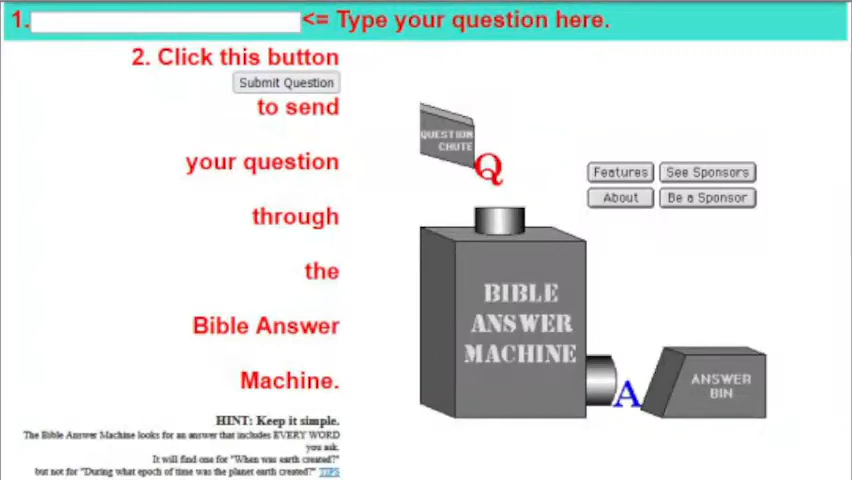 1. <= Type your question here.
2. Click this button
Submit Question
to send
your question
through
the
Bible Answer
Machine.
HINT: Keep it simple.
The Bible Answer Machine looks for an answer that includes EVERY WORD
you ask.
It will find one for "When was earth created?"
but not for "During what epoch of time was the planet earth created?" TIPS
QUESTION
CHUTE
Q
Features
See Sponsors
About
Be a Sponsor
BIBLE
ANSWER
MACHINE
A
ANSWER
BIN